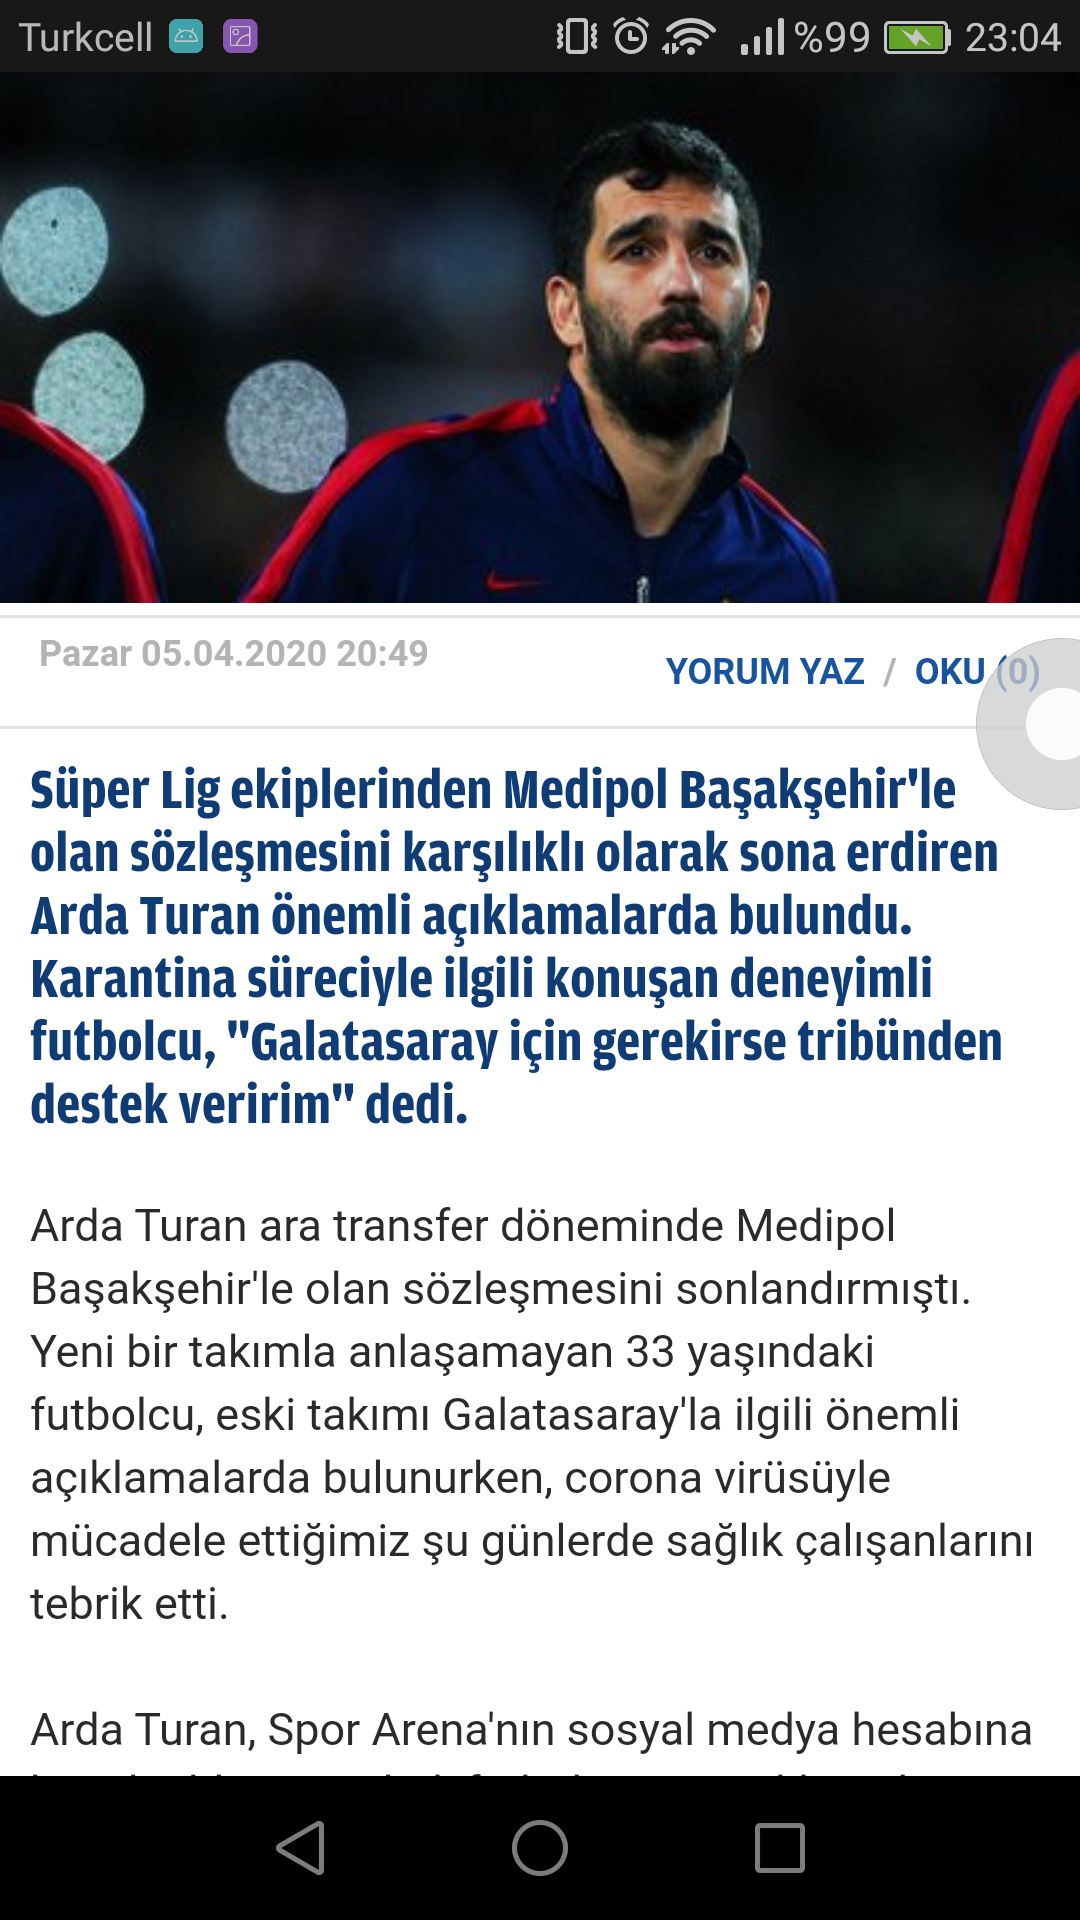 Turkcell %99 23:04
Pazar 05.04.2020 20:49
YORUM YAZ / OKU (0)
Süper Lig ekiplerinden Medipol Başakşehir'le
olan sözleşmesini karşılıklı olarak sona erdiren
Arda Turan önemli açıklamalarda bulundu.
Karantina süreciyle ilgili konuşan deneyimli
futbolcu, "Galatasaray için gerekirse tribünden
destek veririm" dedi.
Arda Turan ara transfer döneminde Medipol
Başakşehir'le olan sözleşmesini sonlandırmıştı.
Yeni bir takımla anlaşamayan 33 yaşındaki
futbolcu, eski takımı Galatasaray'la ilgili önemli
açıklamalarda bulunurken, corona virüsüyle
mücadele ettiğimiz şu günlerde sağlık çalışanlarını
tebrik etti.
Arda Turan, Spor Arena'nın sosyal medya hesabına